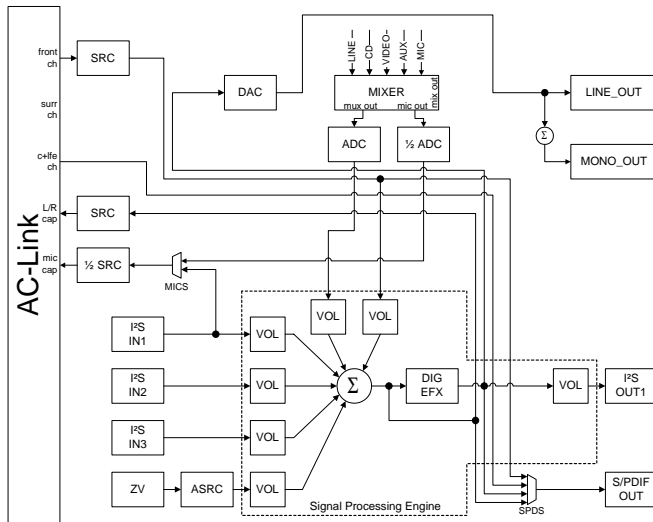 AC-Link
front
ch
surr
ch
c+lfe
ch
L/R
cap
mic
cap
SRC
SRC
½ SRC
MICS
DAC
LINE
CD
VIDEO
AUX
MIC
MIXER
mux out
mic out
mix out
ADC
½ ADC
LINE_OUT
Σ
MONO_OUT
I²S
IN1
I²S
IN2
I²S
IN3
ZV
ASRC
VOL
VOL
VOL
VOL
VOL
VOL
Σ
DIG
EFX
VOL
I²S
OUT1
Signal Processing Engine
SPDS
S/PDIF
OUT